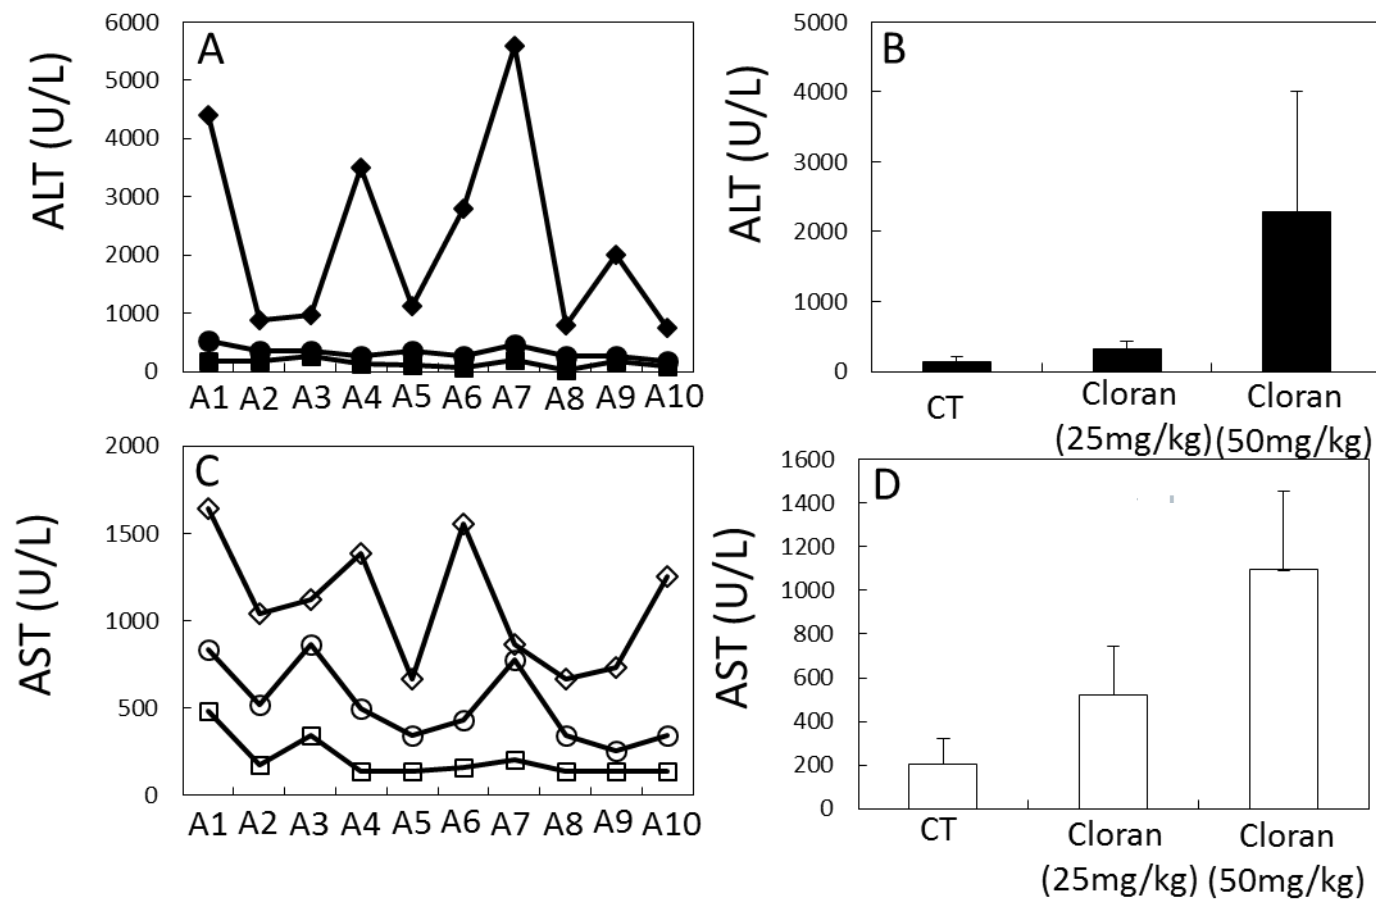 A
ALT (U/L)
6000
5000
4000
3000
2000
1000
0
A1 A2 A3 A4 A5 A6 A7 A8 A9 A10
B
ALT (U/L)
5000
4000
3000
2000
1000
0
CT
Cloran
(25mg/kg)
Cloran
(50mg/kg)
C
AST (U/L)
2000
1500
1000
500
0
A1 A2 A3 A4 A5 A6 A7 A8 A9 A10
D
AST (U/L)
1600
1400
1200
1000
800
600
400
200
0
CT
Cloran
(25mg/kg)
Cloran
(50mg/kg)